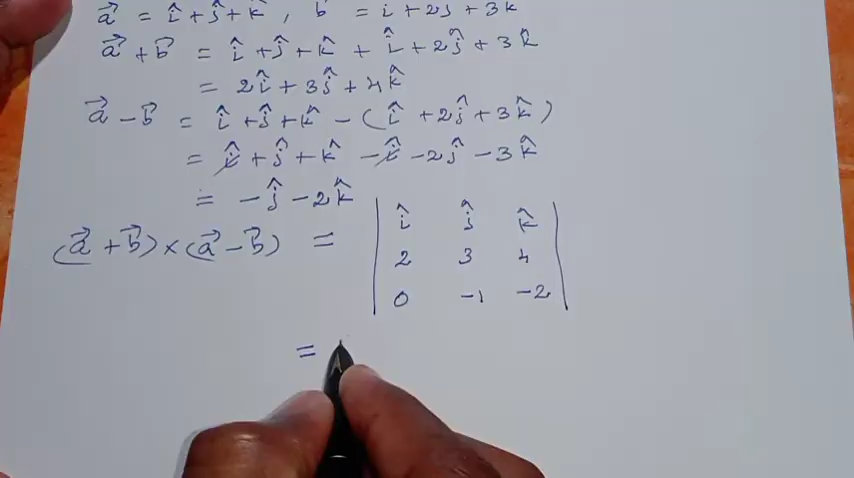 a⃗ = î + ĵ + k̂ , b⃗ = i + 2j + 3k
a⃗ + b⃗ = î + ĵ + k̂ + î + 2ĵ + 3k̂
= 2î + 3ĵ + 4k̂
a⃗ - b⃗ = î + ĵ + k̂ - (î + 2ĵ + 3k̂)
= î + ĵ + k̂ - î - 2ĵ - 3k̂
= -ĵ - 2k̂
(a⃗ + b⃗) × (a⃗ - b⃗) = | î ĵ k̂ |
| 2 3 4 |
| 0 -1 -2 |
=